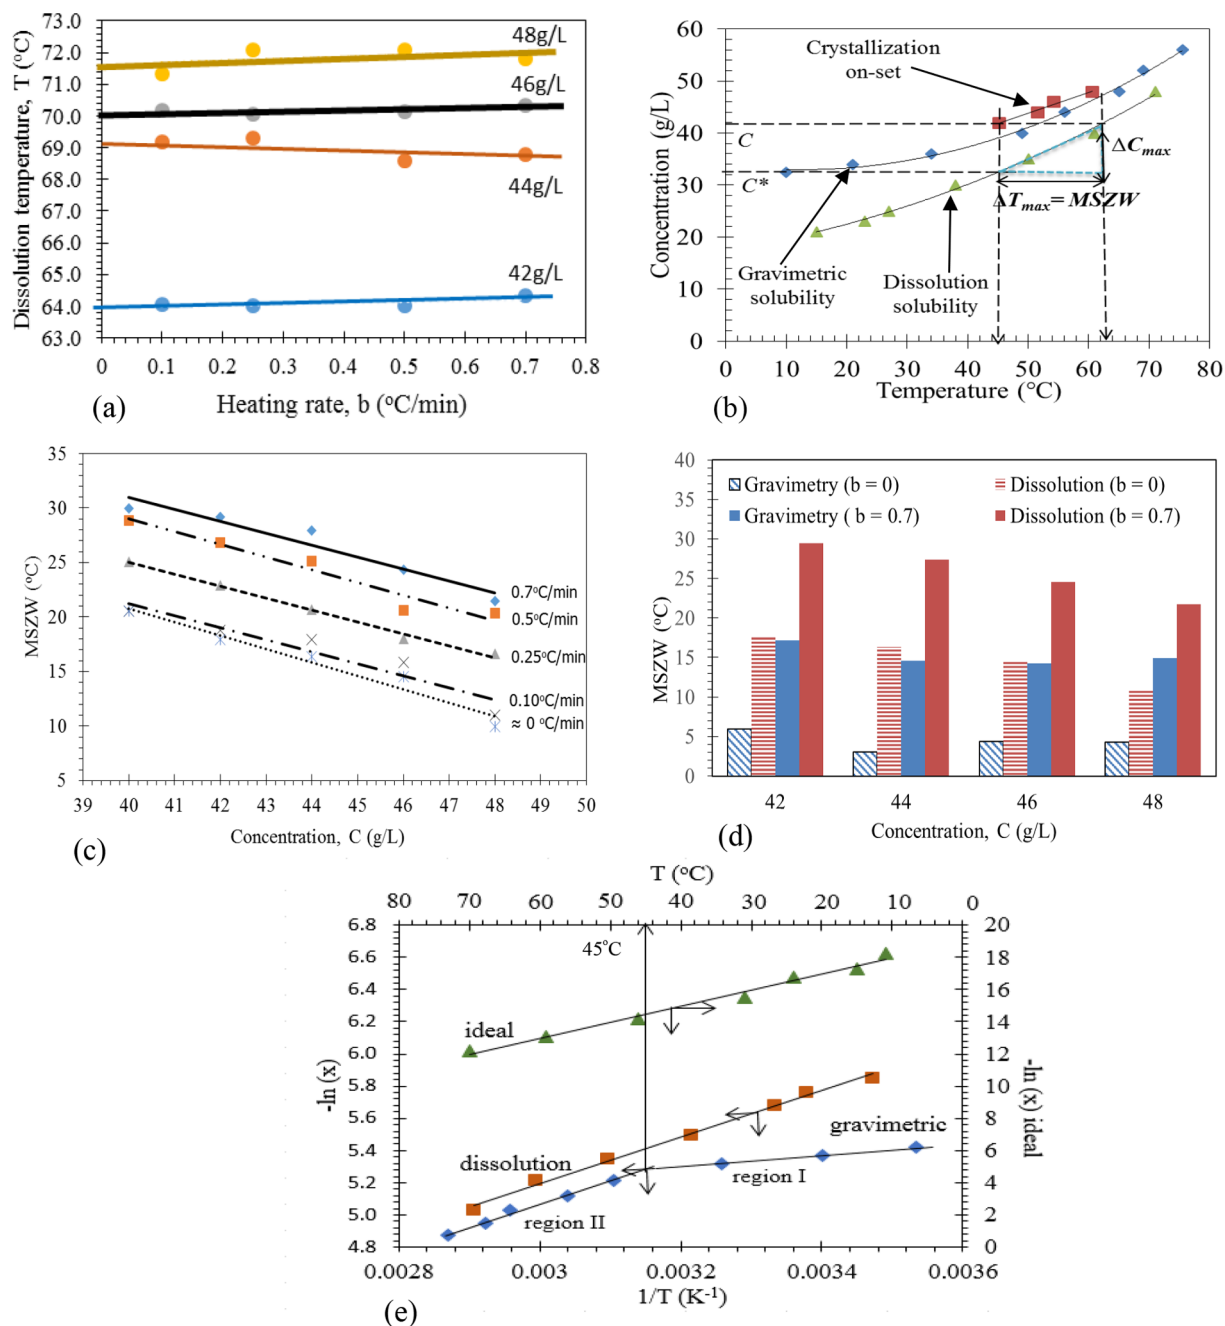 Dissolution temperature, T (°C)
73.0
72.0
71.0
70.0
69.0
68.0
67.0
66.0
65.0
64.0
63.0
48g/L
46g/L
44g/L
42g/L
0 0.1 0.2 0.3 0.4 0.5 0.6 0.7 0.8
Heating rate, b (°C/min)
(a)
Concentration (g/L)
60
50
40
30
20
10
0
Crystallization
on-set
C
C*
ΔCmax
ΔTmax= MSZW
Gravimetric
solubility
Dissolution
solubility
0 10 20 30 40 50 60 70 80
Temperature (°C)
(b)
MSZW (°C)
35
30
25
20
15
10
5
0.7°C/min
0.5°C/min
0.25°C/min
0.10°C/min
≈ 0 °C/min
39 40 41 42 43 44 45 46 47 48 49 50
Concentration, C (g/L)
(c)
MSZW (°C)
40
35
30
25
20
15
10
5
0
Gravimetry (b = 0) Dissolution (b = 0)
Gravimetry ( b = 0.7) Dissolution (b = 0.7)
42 44 46 48
Concentration, C (g/L)
(d)
T (°C)
80 70 60 50 40 30 20 10 0
-ln (x)
6.8
6.6
6.4
6.2
6.0
5.8
5.6
5.4
5.2
5.0
4.8
45°C
ideal
dissolution
gravimetric
region I
region II
20
18
16
14
12
10
8
6
4
2
0
-ln (x) ideal
0.0028 0.003 0.0032 0.0034 0.0036
1/T (K-1)
(e)